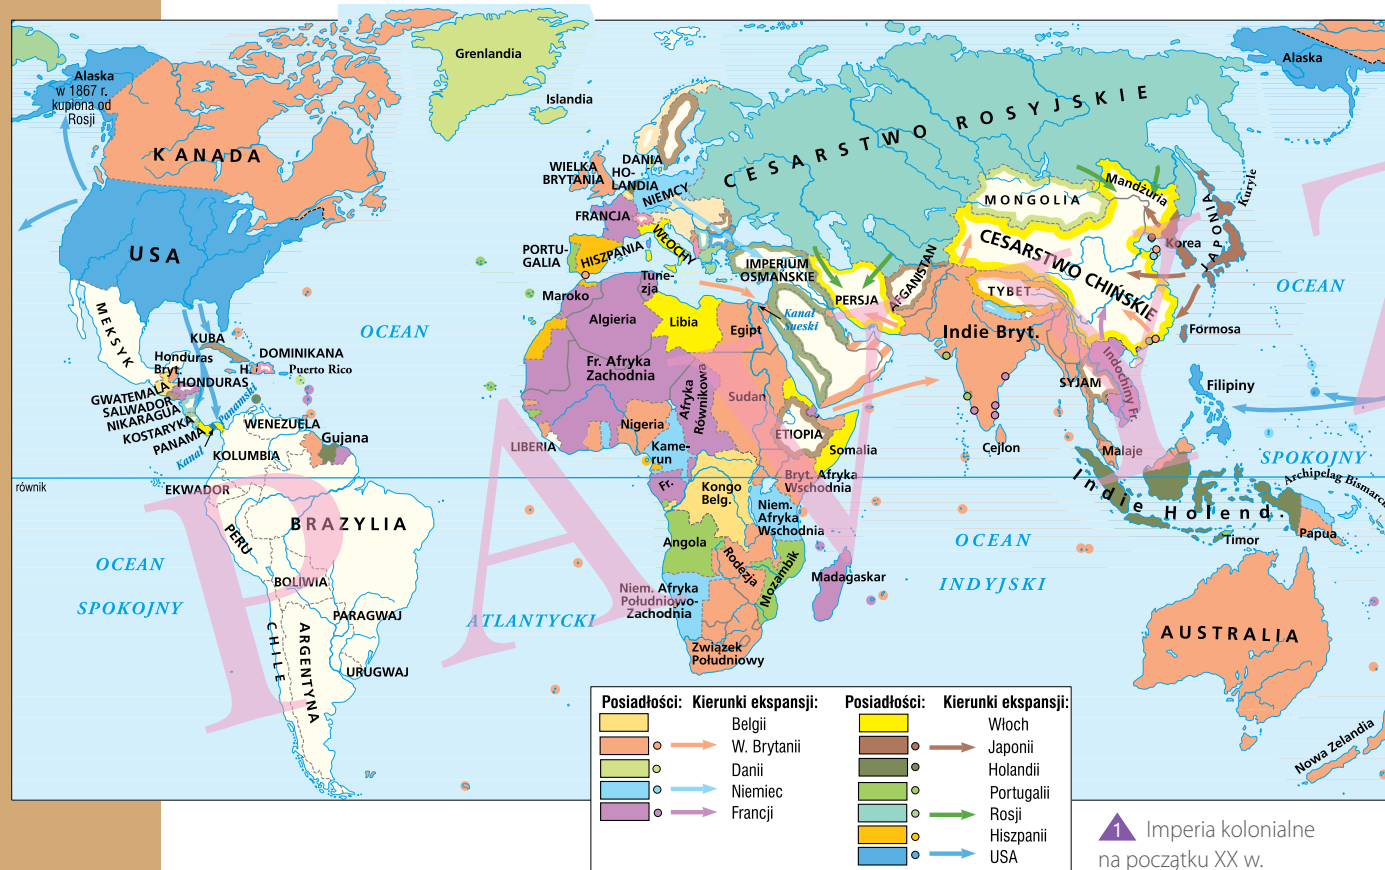 Grenlandia
Alaska
w 1867 r.
kupiona od
Rosji
Alaska
Islandia
KANADA
CESARSTWO ROSYJSKIE
WIELKA
BRYTANIA
DANIA
HO-
LANDIA
NIEMCY
FRANCJA
Mandżuria
Kuryle
MONGOLIA
JAPONIA
USA
PORTU-
GALIA
HISZPANIA
WŁOCHY
CESARSTWO CHIŃSKIE
Korea
IMPERIUM
OSMAŃSKIE
AFGANISTAN
Tune-
zja
Maroko
PERSJA
TYBET
OCEAN
MEKSYK
Algieria
Libia
Egipt
Kanał
Sueski
Indie Bryt.
Formosa
OCEAN
KUBA
Honduras
Bryt.
H.
DOMINIKANA
Puerto Rico
Fr. Afryka
Zachodnia
Afryka
Równikowa
Sudan
SYJAM
Indochiny Fr.
Filipiny
HONDURAS
GWATEMALA
SALWADOR
NIKARAGUA
KOSTARYKA
PANAMA
Kanał
Panamski
WENEZUELA
Gujana
KOLUMBIA
LIBERIA
Nigeria
Kame-
run
ETIOPIA
Somalia
Cejlon
Malaje
SPOKOJNY
równik
EKWADOR
Fr.
Kongo
Belg.
Bryt. Afryka
Wschodnia
Indie Holend.
Archipelag Bismarca
PERU
BRAZYLIA
Niem.
Afryka
Wschodnia
Angola
Rodezja
Mozambik
Madagaskar
OCEAN
INDYJSKI
Timor
Papua
OCEAN
SPOKOJNY
BOLIWIA
PARAGWAJ
ATLANTYCKI
Niem. Afryka
Południowo-
Zachodnia
AUSTRALIA
CHILE
ARGENTYNA
URUGWAJ
Związek
Południowy
Nowa Zelandia
Posiadłości: Kierunki ekspansji:
Belgii
W. Brytanii
Danii
Niemiec
Francji
Posiadłości: Kierunki ekspansji:
Włoch
Japonii
Holandii
Portugalii
Rosji
Hiszpanii
USA
1 Imperia kolonialne
na początku XX w.